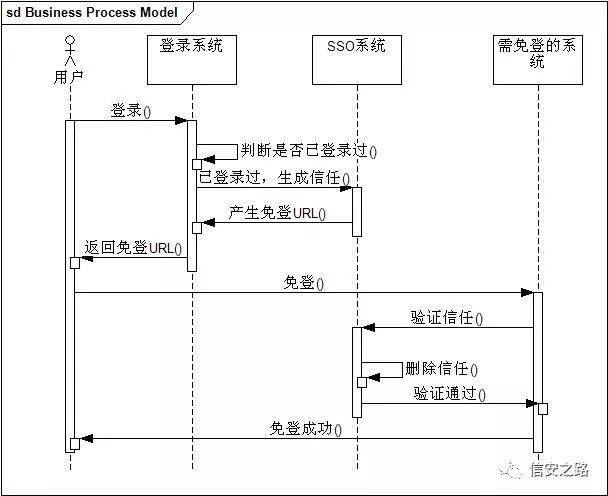 sd Business Process Model
用户
登录系统
SSO系统
需免登的系
统
登录()
判断是否已登录过()
已登录过，生成信任()
产生免登URL()
返回免登URL()
免登()
验证信任()
删除信任()
验证通过()
免登成功()
信安之路